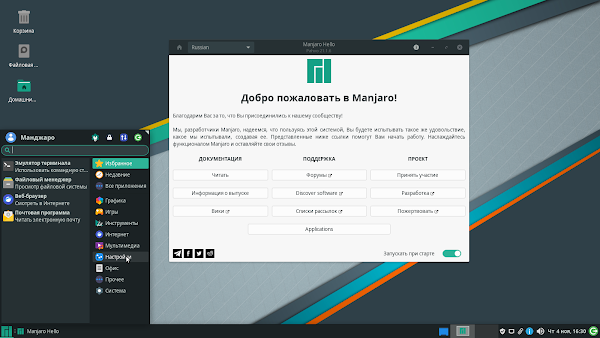 Корзина
Файловая ...
Домашни...
Russian
Manjaro Hello
Добро пожаловать в Manjaro!
Благодарим Вас за то, что Вы присоединились к нашему сообществу!
Мы, разработчики Manjaro, надеемся, что пользуясь этой системой, Вы будете испытывать такое же удовольствие,
какое мы испытывали, создавая ее. Представленные ниже ссылки помогут Вам начать работу. Наслаждайтесь
функционалом Manjaro и оставляйте свои отзывы.
ДОКУМЕНТАЦИЯ
ПОДДЕРЖКА
ПРОЕКТ
Читать
Форумы
Принять участие
Информация о выпуске
Discover software
Разработка
Вики
Списки рассылок
Пожертвовать
Applications
Запускать при старте
Манджаро
Эмулятор терминала
Использовать командную ст...
Файловый менеджер
Просмотр файловой системы
Веб-браузер
Смотреть в Интернете
Почтовая программа
Читать электронную почту
Избранное
Недавние
Все приложения
Графика
Игры
Инструменты
Интернет
Мультимедиа
Настройки
Офис
Прочее
Система
Manjaro Hello
Чт 4 ноя, 16:30